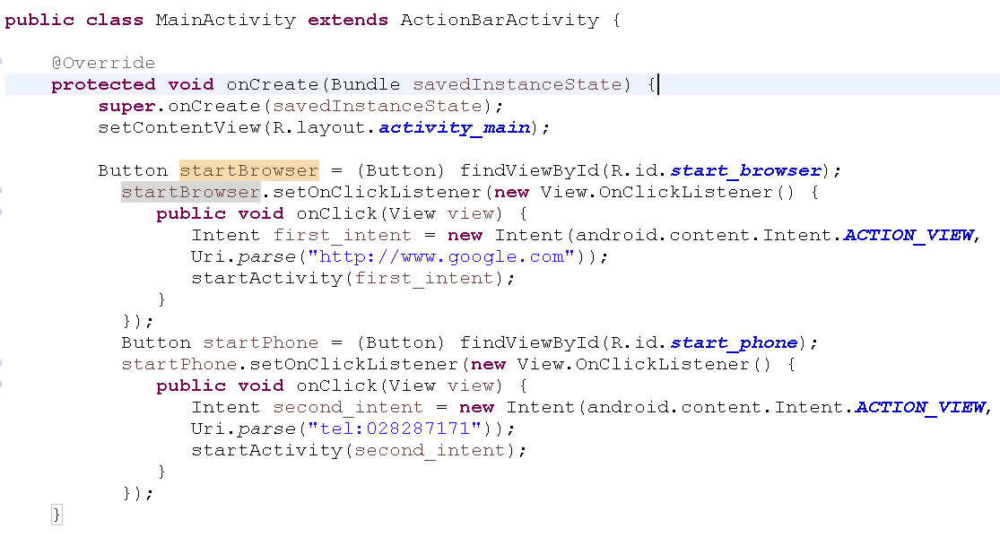 public class MainActivity extends ActionBarActivity {
@Override
protected void onCreate(Bundle savedInstanceState) {
super.onCreate(savedInstanceState);
setContentView(R.layout.activity_main);
Button startBrowser = (Button) findViewById(R.id.start_browser);
startBrowser.setOnClickListener(new View.OnClickListener() {
public void onClick(View view) {
Intent first_intent = new Intent(android.content.Intent.ACTION_VIEW,
Uri.parse("http://www.google.com"));
startActivity(first_intent);
}
});
Button startPhone = (Button) findViewById(R.id.start_phone);
startPhone.setOnClickListener(new View.OnClickListener() {
public void onClick(View view) {
Intent second_intent = new Intent(android.content.Intent.ACTION_VIEW,
Uri.parse("tel:028287171"));
startActivity(second_intent);
}
});
}